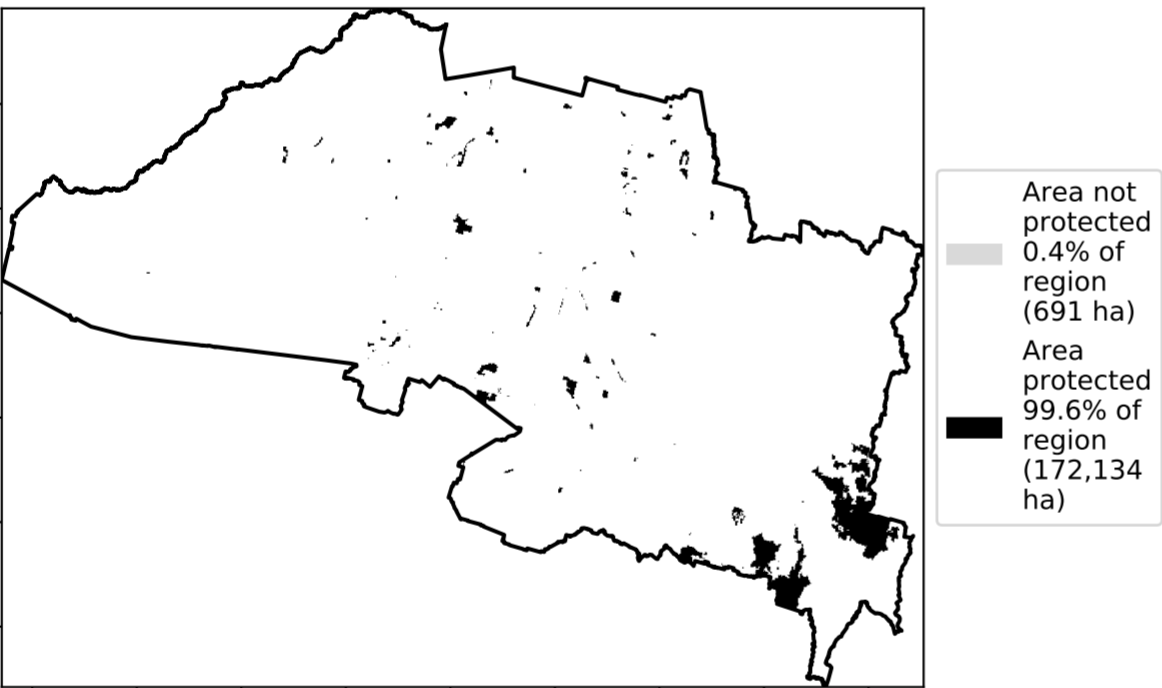 Area not
protected
0.4% of
region
(691 ha)
Area
protected
99.6% of
region
(172,134
ha)